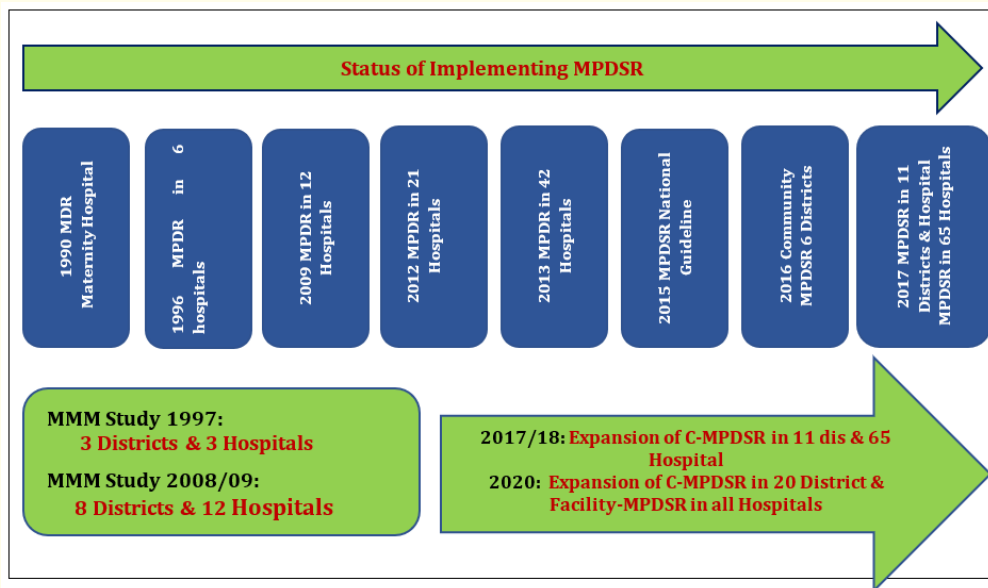 Status of Implementing MPDSR
1990 MDR
Maternity Hospital
1996 MPDR in 6
hospitals
2009 MPDR in 12
Hospitals
2012 MPDR in 21
Hospitals
2013 MPDR in 42
Hospitals
2015 MPDSR National
Guideline
2016 Community
MPDSR 6 Districts
2017 MPDSR in 11
Districts & Hospital
MPDSR in 65 Hospitals
MMM Study 1997:
3 Districts & 3 Hospitals
MMM Study 2008/09:
8 Districts & 12 Hospitals
2017/18: Expansion of C-MPDSR in 11 dis & 65
Hospital
2020: Expansion of C-MPDSR in 20 District &
Facility-MPDSR in all Hospitals